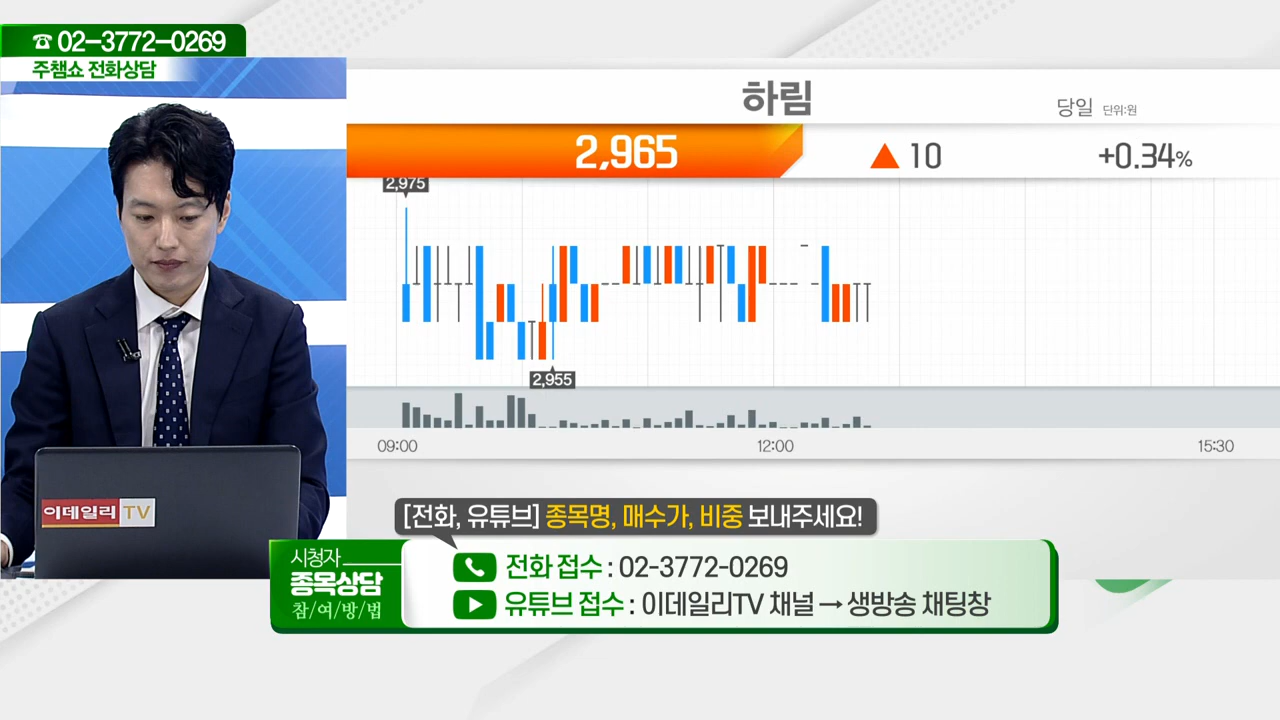 ☎ 02-3772-0269
주챔쇼 전화상담
하림
당일 단위:원
2,965 ▲ 10 +0.34%
2,975
2,955
09:00 12:00 15:30
이데일리 TV
[전화, 유튜브] 종목명, 매수가, 비중 보내주세요!
시청자
종목상담
참/여/방/법
전화 접수 : 02-3772-0269
유튜브 접수 : 이데일리TV 채널 → 생방송 채팅창